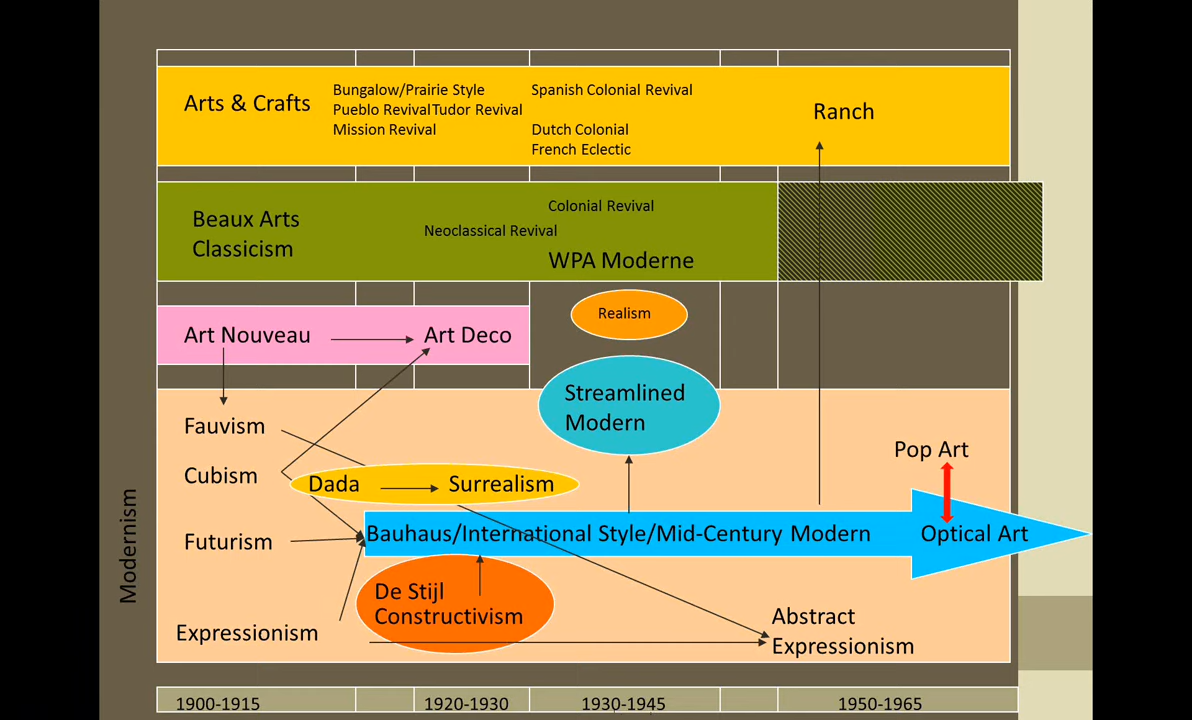 Arts & Crafts
Bungalow/Prairie Style
Pueblo RevivalTudor Revival
Mission Revival
Spanish Colonial Revival
Dutch Colonial
French Eclectic
Ranch
Beaux Arts
Classicism
Colonial Revival
Neoclassical Revival
WPA Moderne
Realism
Art Nouveau
Art Deco
Streamlined
Modern
Fauvism
Cubism
Dada
Surrealism
Pop Art
Futurism
Bauhaus/International Style/Mid-Century Modern
Optical Art
De Stijl
Constructivism
Expressionism
Abstract
Expressionism
Modernism
1900-1915
1920-1930
1930-1945
1950-1965